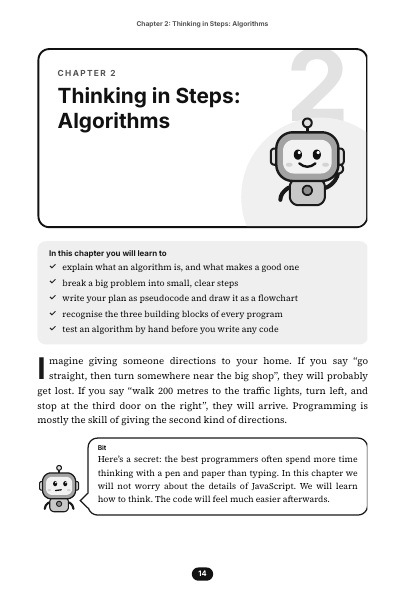 Chapter 2: Thinking in Steps: Algorithms
2
CHAPTER 2
Thinking in Steps:
Algorithms
In this chapter you will learn to
explain what an algorithm is, and what makes a good one
break a big problem into small, clear steps
write your plan as pseudocode and draw it as a flowchart
recognise the three building blocks of every program
test an algorithm by hand before you write any code
Imagine giving someone directions to your home. If you say “go
straight, then turn somewhere near the big shop”, they will probably
get lost. If you say “walk 200 metres to the traffic lights, turn left, and
stop at the third door on the right”, they will arrive. Programming is
mostly the skill of giving the second kind of directions.
Bit
Here’s a secret: the best programmers often spend more time
thinking with a pen and paper than typing. In this chapter we
will not worry about the details of JavaScript. We will learn
how to think. The code will feel much easier afterwards.
14